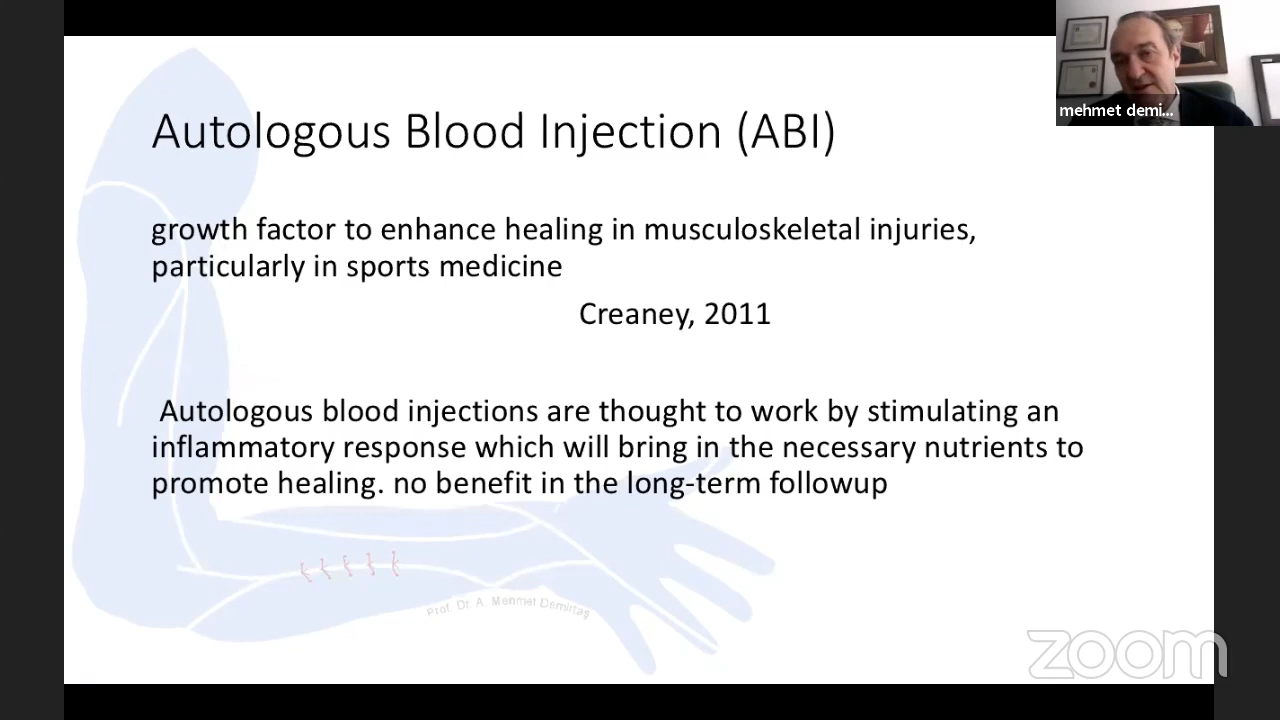 Autologous Blood Injection (ABI)
growth factor to enhance healing in musculoskeletal injuries,
particularly in sports medicine
Creaney, 2011
Autologous blood injections are thought to work by stimulating an
inflammatory response which will bring in the necessary nutrients to
promote healing. no benefit in the long-term followup
Prof. Dr. A. Mehmet Demirtaş
mehmet demi...
zoom